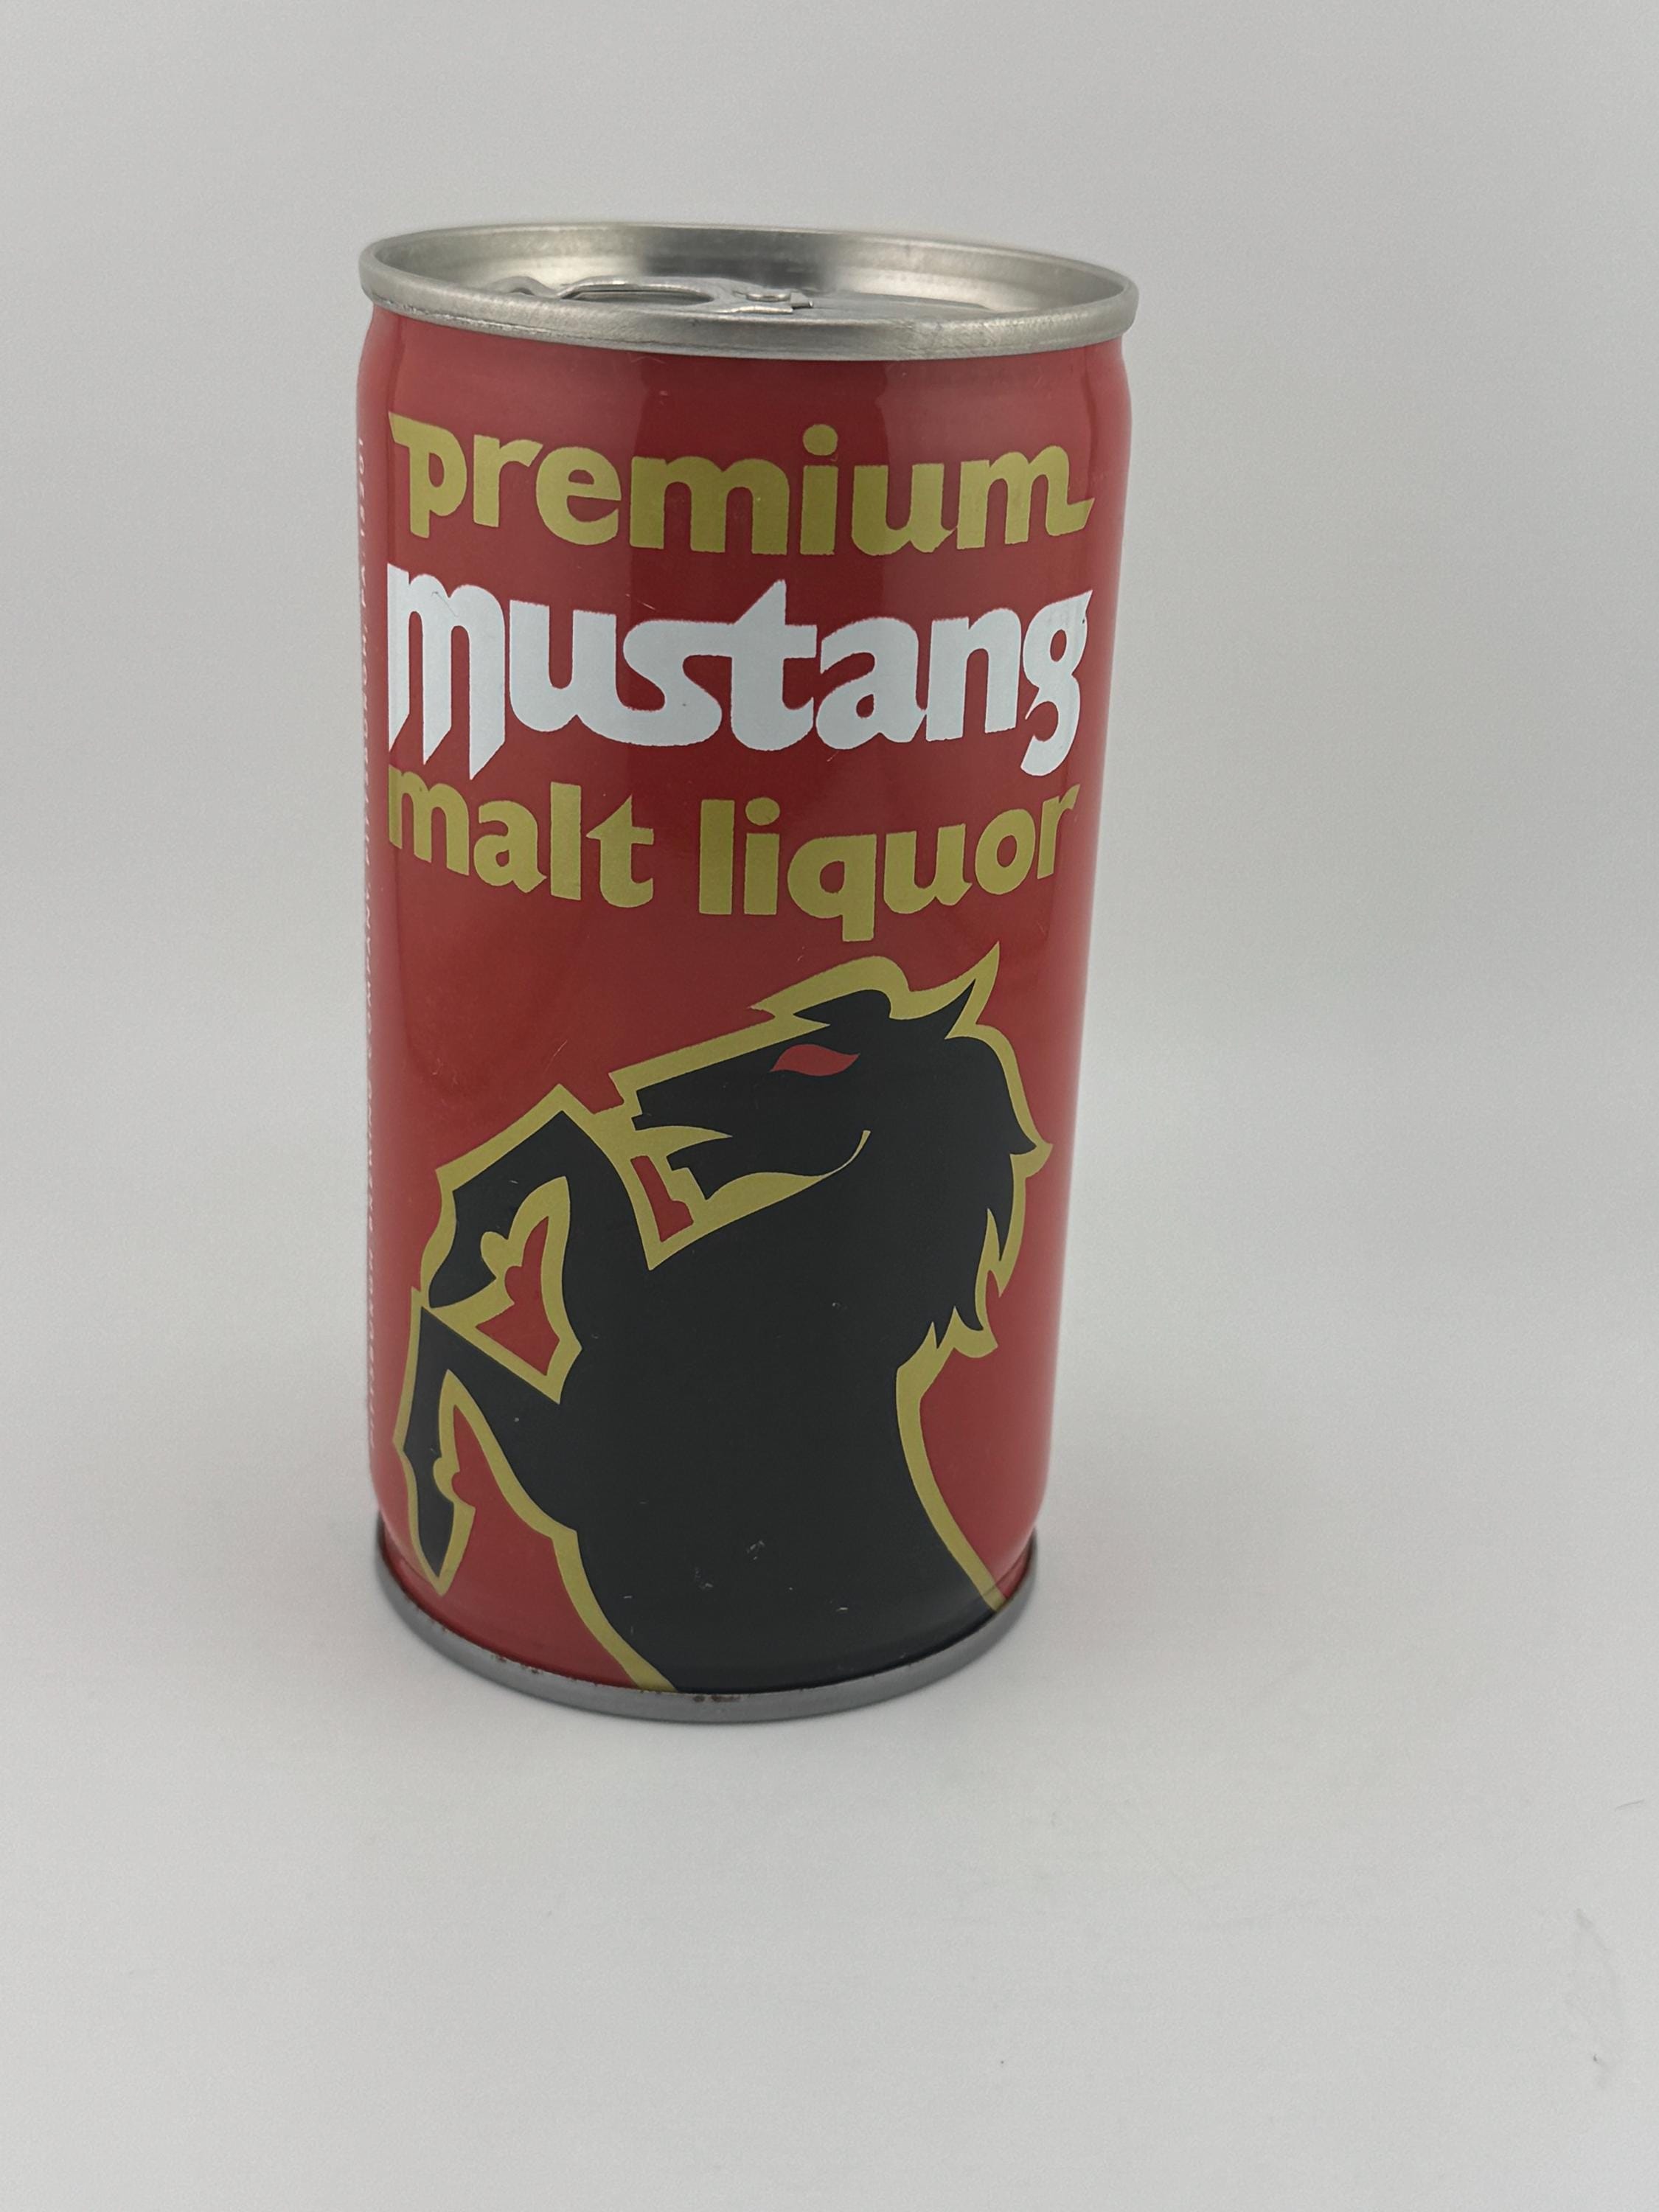 premium
mustang
malt liquor